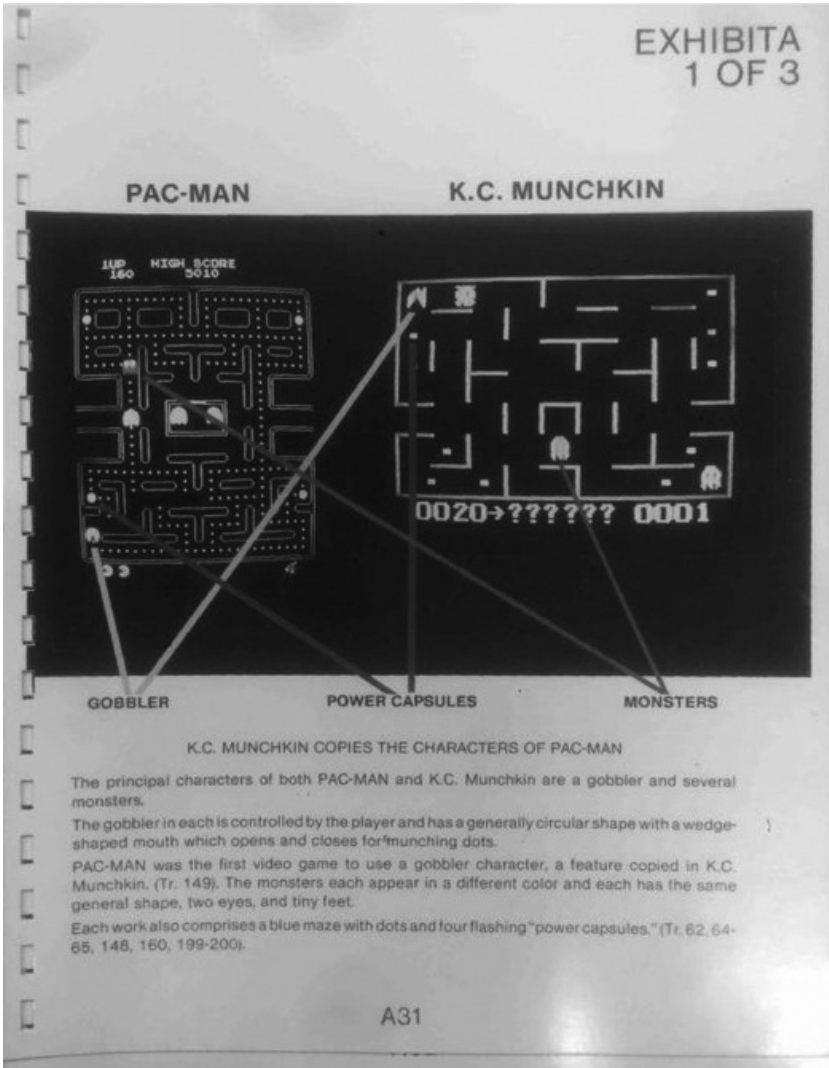 EXHIBITA
1 OF 3
PAC-MAN
K.C. MUNCHKIN
1UP HIGH SCORE
160 5010
0020→?????? 0001
GOBBLER
POWER CAPSULES
MONSTERS
K.C. MUNCHKIN COPIES THE CHARACTERS OF PAC-MAN
The principal characters of both PAC-MAN and K.C. Munchkin are a gobbler and several
monsters.
The gobbler in each is controlled by the player and has a generally circular shape with a wedge-
shaped mouth which opens and closes for munching dots.
PAC-MAN was the first video game to use a gobbler character, a feature copied in K.C.
Munchkin. (Tr. 149). The monsters each appear in a different color and each has the same
general shape, two eyes, and tiny feet.
Each work also comprises a blue maze with dots and four flashing "power capsules." (Tr. 62, 64-
65, 148, 160, 199-200).
A31